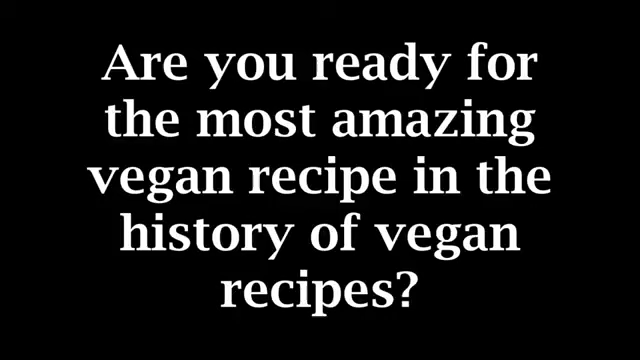 Are you ready for
the most amazing
vegan recipe in the
history of vegan
recipes?